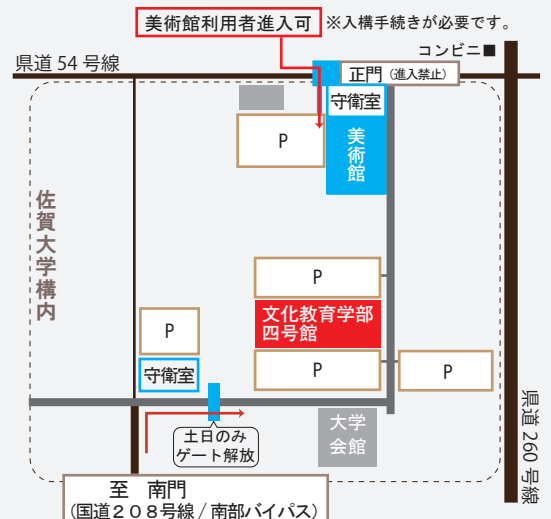 美術館利用者進入可 ※入構手続きが必要です。
コンビニ■
県道54号線
正門(進入禁止)
守衛室
P
美術館
佐賀大学構内
P
文化教育学部
四号館
P
P
P
守衛室
土日のみ
ゲート解放
大学
会館
県道260号線
至 南門
(国道208号線/南部バイパス)